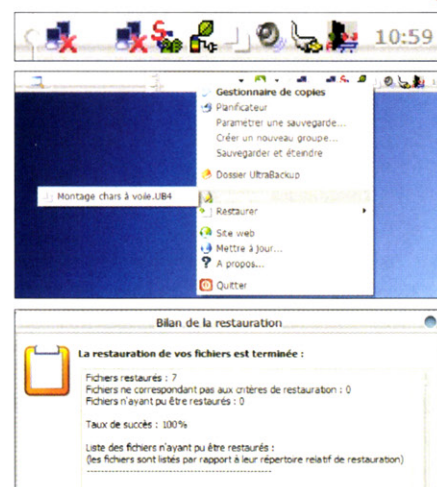 10:59
Gestionnaire de copies
Planificateur
Paramétrer une sauvegarde...
Créer un nouveau groupe...
Sauvegarder et éteindre
Dossier UltraBackup
Montage chars à voile.UB4
Restaurer
Site web
Mettre à jour...
A propos...
Quitter
Bilan de la restauration
La restauration de vos fichiers est terminée :
Fichiers restaurés : 7
Fichiers ne correspondant pas aux critères de restauration : 0
Fichiers n'ayant pu être restaurés : 0
Taux de succès : 100%
Liste des fichiers n'ayant pu être restaurés :
(les fichiers sont listés par rapport à leur répertoire relatif de restauration)